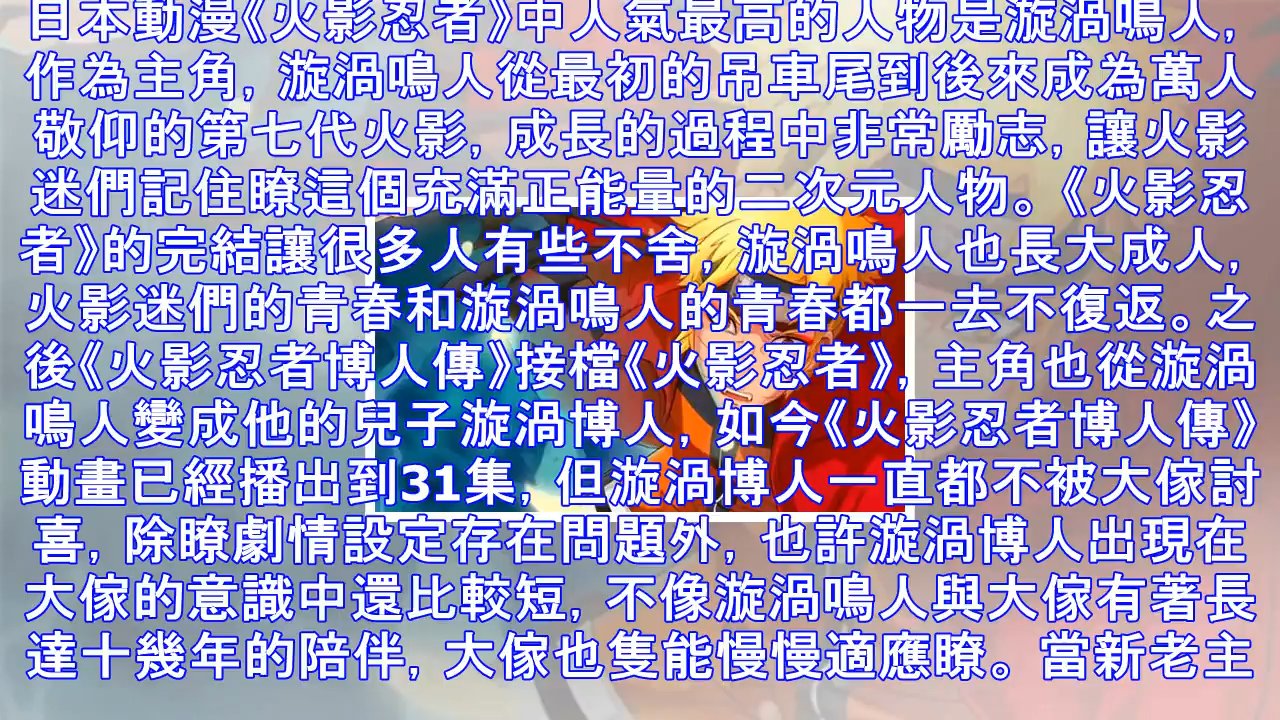 日本動漫《火影忍者》中人氣最高的人物是漩渦鳴人,
作為主角, 漩渦鳴人從最初的吊車尾到後來成為萬人
敬仰的第七代火影, 成長的過程中非常勵志, 讓火影
迷們記住瞭這個充滿正能量的二次元人物。《火影忍
者》的完結讓很多人有些不舍, 漩渦鳴人也長大成人,
火影迷們的青春和漩渦鳴人的青春都一去不復返。之
後《火影忍者博人傳》接檔《火影忍者》, 主角也從漩渦
鳴人變成他的兒子漩渦博人, 如今《火影忍者博人傳》
動畫已經播出到31集, 但漩渦博人一直都不被大傢討
喜, 除瞭劇情設定存在問題外, 也許漩渦博人出現在
大傢的意識中還比較短, 不像漩渦鳴人與大傢有著長
達十幾年的陪伴, 大傢也隻能慢慢適應瞭。當新老主